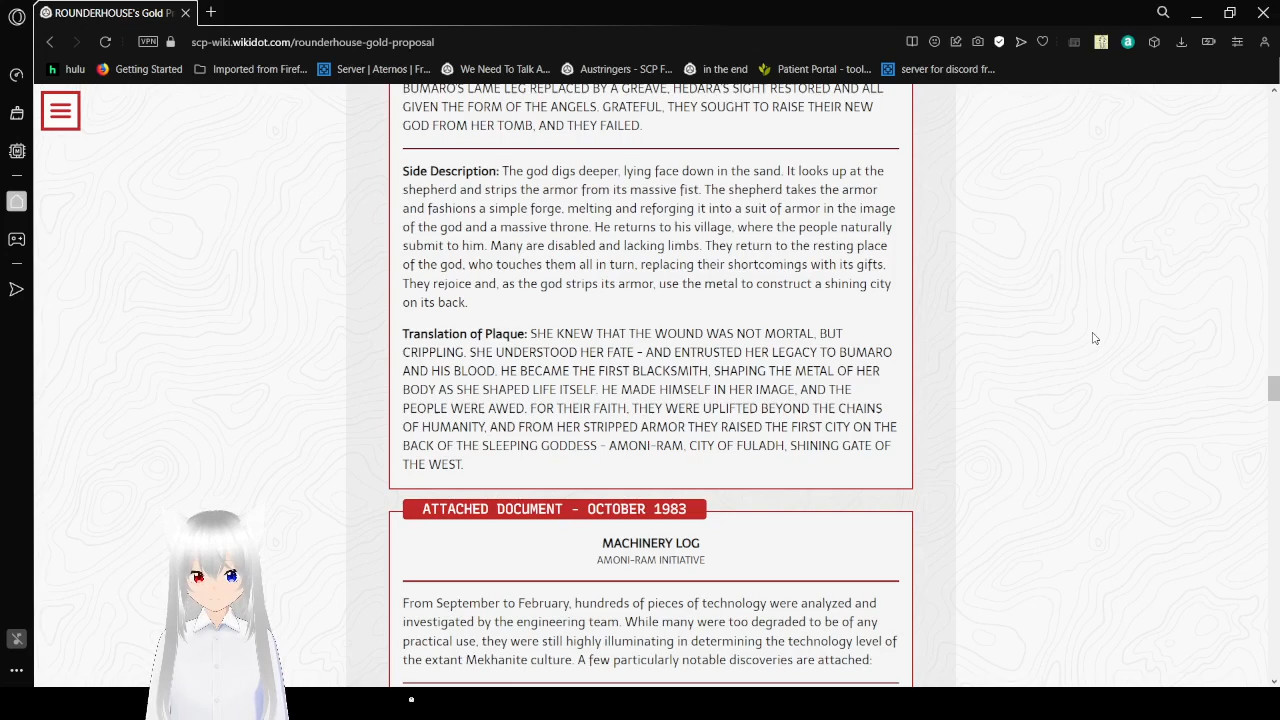 ROUNDERHOUSE's Gold P
VPN
scp-wiki.wikidot.com/rounderhouse-gold-proposal
h hulu
Getting Started
Imported from Firef...
Server | Aternos | Fr...
We Need To Talk A...
Austringers - SCP F...
in the end
Patient Portal - tool...
server for discord fr...
BUMARO'S LAME LEG REPLACED BY A GREAVE, HEDARA'S SIGHT RESTORED AND ALL
GIVEN THE FORM OF THE ANGELS. GRATEFUL, THEY SOUGHT TO RAISE THEIR NEW
GOD FROM HER TOMB, AND THEY FAILED.
Side Description: The god digs deeper, lying face down in the sand. It looks up at the
shepherd and strips the armor from its massive fist. The shepherd takes the armor
and fashions a simple forge, melting and reforging it into a suit of armor in the image
of the god and a massive throne. He returns to his village, where the people naturally
submit to him. Many are disabled and lacking limbs. They return to the resting place
of the god, who touches them all in turn, replacing their shortcomings with its gifts.
They rejoice and, as the god strips its armor, use the metal to construct a shining city
on its back.
Translation of Plaque: SHE KNEW THAT THE WOUND WAS NOT MORTAL, BUT
CRIPPLING. SHE UNDERSTOOD HER FATE - AND ENTRUSTED HER LEGACY TO BUMARO
AND HIS BLOOD. HE BECAME THE FIRST BLACKSMITH, SHAPING THE METAL OF HER
BODY AS SHE SHAPED LIFE ITSELF. HE MADE HIMSELF IN HER IMAGE, AND THE
PEOPLE WERE AWED. FOR THEIR FAITH, THEY WERE UPLIFTED BEYOND THE CHAINS
OF HUMANITY, AND FROM HER STRIPPED ARMOR THEY RAISED THE FIRST CITY ON THE
BACK OF THE SLEEPING GODDESS - AMONI-RAM, CITY OF FULADH, SHINING GATE OF
THE WEST.
ATTACHED DOCUMENT - OCTOBER 1983
MACHINERY LOG
AMONI-RAM INITIATIVE
From September to February, hundreds of pieces of technology were analyzed and
investigated by the engineering team. While many were too degraded to be of any
practical use, they were still highly illuminating in determining the technology level of
the extant Mekhanite culture. A few particularly notable discoveries are attached: